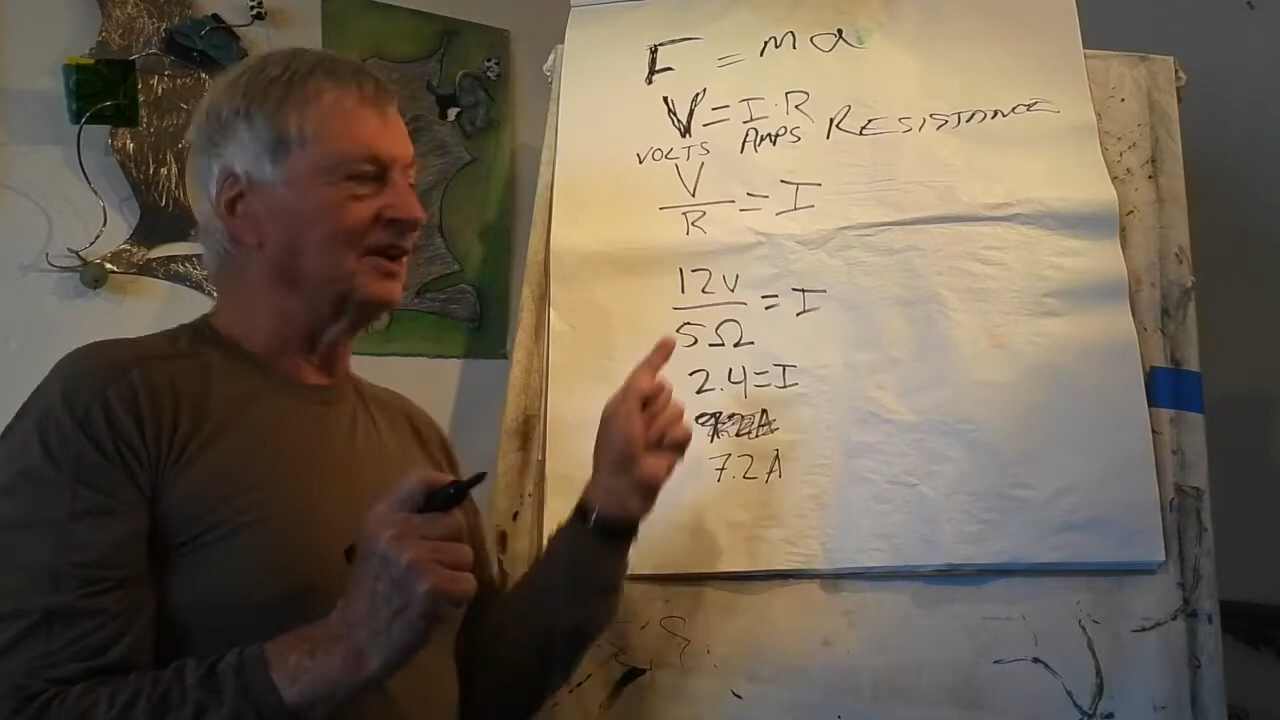 F = ma
V = I·R
VOLTS AMPS RESISTANCE
V
R = I
12V
5Ω = I
2.4 = I
7.2A